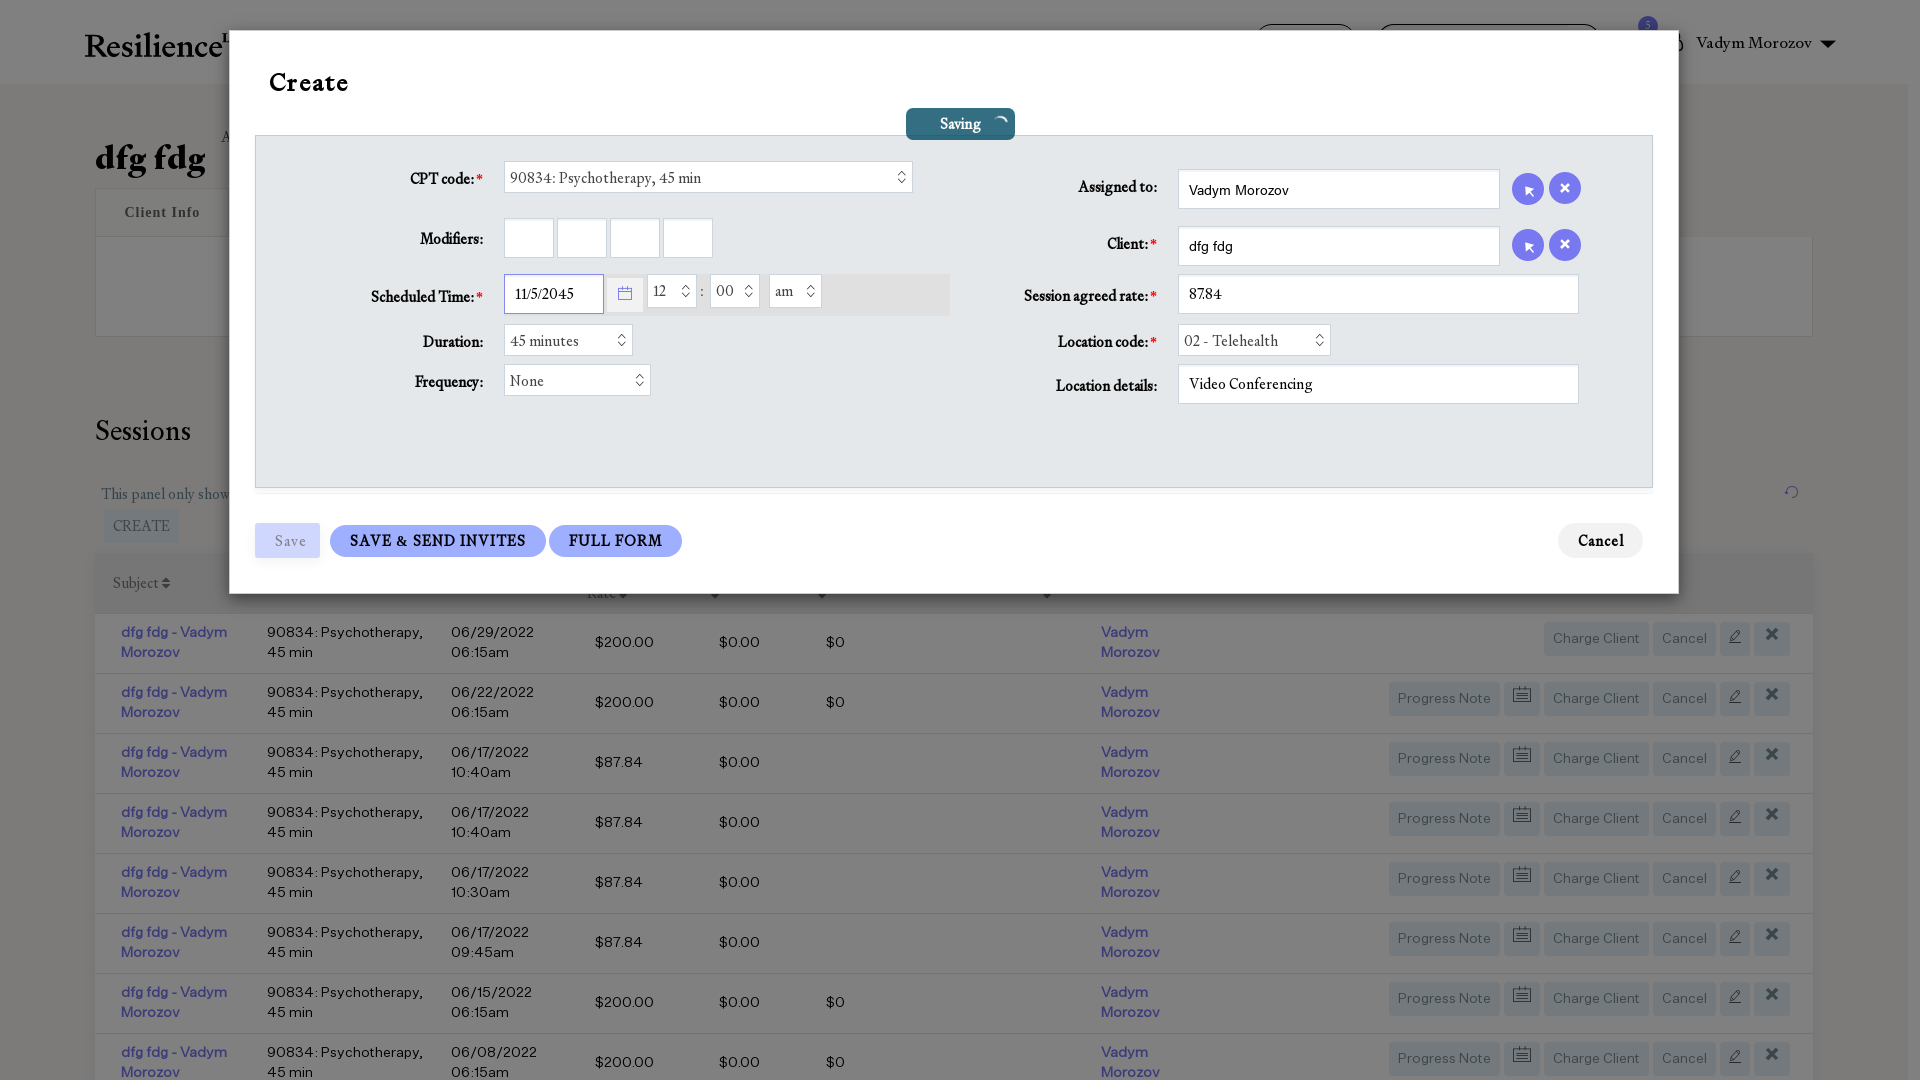 Resilience
5
Vadym Morozov
Create
Saving
dfg fdg
Client Info
CPT code:*
90834: Psychotherapy, 45 min
Assigned to:
Vadym Morozov
Modifiers:
Client:*
dfg fdg
Scheduled Time:*
11/5/2045
12
:
00
am
Session agreed rate:*
87.84
Duration:
45 minutes
Location code:*
02 - Telehealth
Frequency:
None
Location details:
Video Conferencing
Sessions
This panel only show
CREATE
Save
SAVE & SEND INVITES
FULL FORM
Cancel
Subject
Rate
dfg fdg - Vadym Morozov
90834: Psychotherapy, 45 min
06/29/2022 06:15am
$200.00
$0.00
$0
Vadym Morozov
Charge Client
Cancel
dfg fdg - Vadym Morozov
90834: Psychotherapy, 45 min
06/22/2022 06:15am
$200.00
$0.00
$0
Vadym Morozov
Progress Note
Charge Client
Cancel
dfg fdg - Vadym Morozov
90834: Psychotherapy, 45 min
06/17/2022 10:40am
$87.84
$0.00
Vadym Morozov
Progress Note
Charge Client
Cancel
dfg fdg - Vadym Morozov
90834: Psychotherapy, 45 min
06/17/2022 10:40am
$87.84
$0.00
Vadym Morozov
Progress Note
Charge Client
Cancel
dfg fdg - Vadym Morozov
90834: Psychotherapy, 45 min
06/17/2022 10:30am
$87.84
$0.00
Vadym Morozov
Progress Note
Charge Client
Cancel
dfg fdg - Vadym Morozov
90834: Psychotherapy, 45 min
06/17/2022 09:45am
$87.84
$0.00
Vadym Morozov
Progress Note
Charge Client
Cancel
dfg fdg - Vadym Morozov
90834: Psychotherapy, 45 min
06/15/2022 06:15am
$200.00
$0.00
$0
Vadym Morozov
Progress Note
Charge Client
Cancel
dfg fdg - Vadym Morozov
90834: Psychotherapy, 45 min
06/08/2022 06:15am
$200.00
$0.00
$0
Vadym Morozov
Progress Note
Charge Client
Cancel